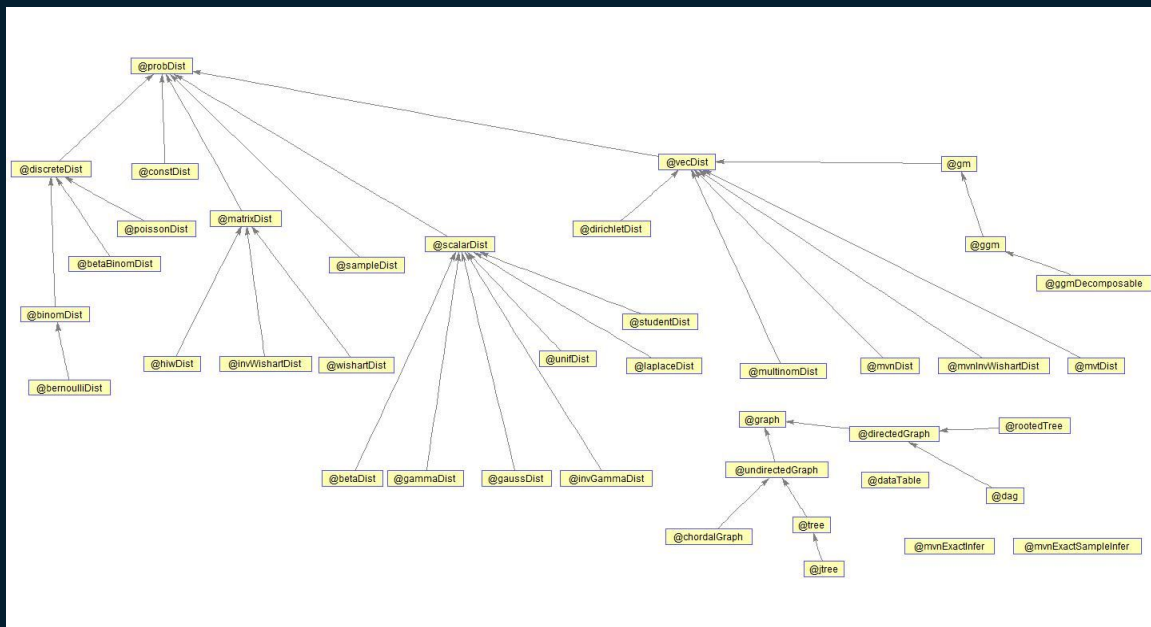 @probDist
@discreteDist
@constDist
@vecDist
@gm
@matrixDist
@poissonDist
@dirichletDist
@scalarDist
@ggm
@betaBinomDist
@sampleDist
@ggmDecomposable
@binomDist
@studentDist
@unifDist
@hiwDist
@invWishartDist
@wishartDist
@laplaceDist
@multinomDist
@mvnDist
@mvnInvWishartDist
@mvtDist
@bernoulliDist
@graph
@directedGraph
@rootedTree
@undirectedGraph
@betaDist
@gammaDist
@gaussDist
@invGammaDist
@dataTable
@dag
@tree
@chordalGraph
@mvnExactInfer
@mvnExactSampleInfer
@jtree